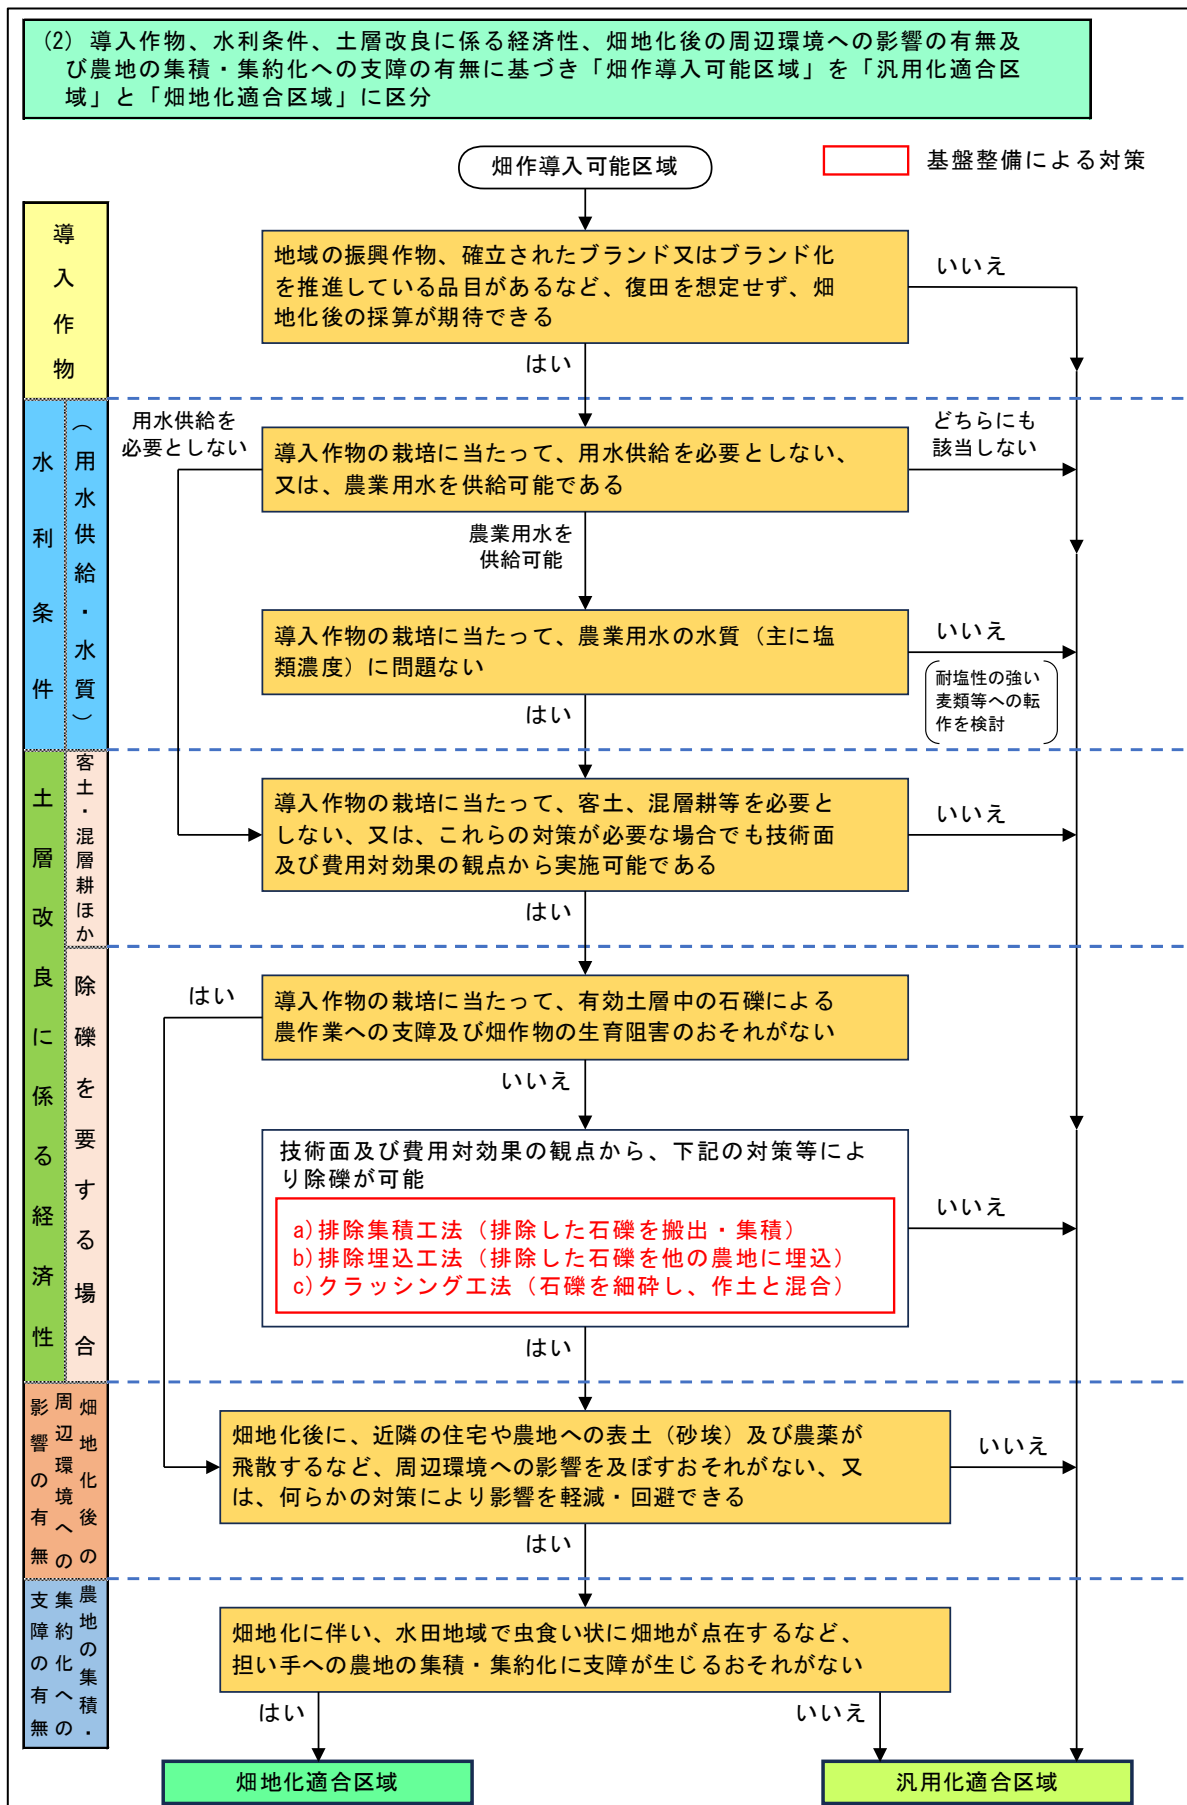 (2) 導入作物、水利条件、土層改良に係る経済性、畑地化後の周辺環境への影響の有無及
び農地の集積・集約化への支障の有無に基づき「畑作導入可能区域」を「汎用化適合区
域」と「畑地化適合区域」に区分
畑作導入可能区域
基盤整備による対策
導入作物
地域の振興作物、確立されたブランド又はブランド化
を推進している品目があるなど、復田を想定せず、畑
地化後の採算が期待できる
いいえ
はい
水利条件
（用水供給・水質）
用水供給を
必要としない
導入作物の栽培に当たって、用水供給を必要としない、
又は、農業用水を供給可能である
どちらにも
該当しない
農業用水を
供給可能
導入作物の栽培に当たって、農業用水の水質（主に塩
類濃度）に問題ない
いいえ
耐塩性の強い
麦類等への転
作を検討
はい
土層改良に係る経済性
客土・混層耕ほか
導入作物の栽培に当たって、客土、混層耕等を必要と
しない、又は、これらの対策が必要な場合でも技術面
及び費用対効果の観点から実施可能である
いいえ
はい
除礫を要する場合
はい
導入作物の栽培に当たって、有効土層中の石礫による
農作業への支障及び畑作物の生育阻害のおそれがない
いいえ
技術面及び費用対効果の観点から、下記の対策等によ
り除礫が可能
a)排除集積工法（排除した石礫を搬出・集積）
b)排除埋込工法（排除した石礫を他の農地に埋込）
c)クラッシング工法（石礫を細砕し、作土と混合）
いいえ
はい
畑地化後の
周辺環境への
影響の有無
畑地化後に、近隣の住宅や農地への表土（砂埃）及び農薬が
飛散するなど、周辺環境への影響を及ぼすおそれがない、又
は、何らかの対策により影響を軽減・回避できる
いいえ
はい
農地の集積・
集約化への
支障の有無
畑地化に伴い、水田地域で虫食い状に畑地が点在するなど、
担い手への農地の集積・集約化に支障が生じるおそれがない
はい
いいえ
畑地化適合区域
汎用化適合区域